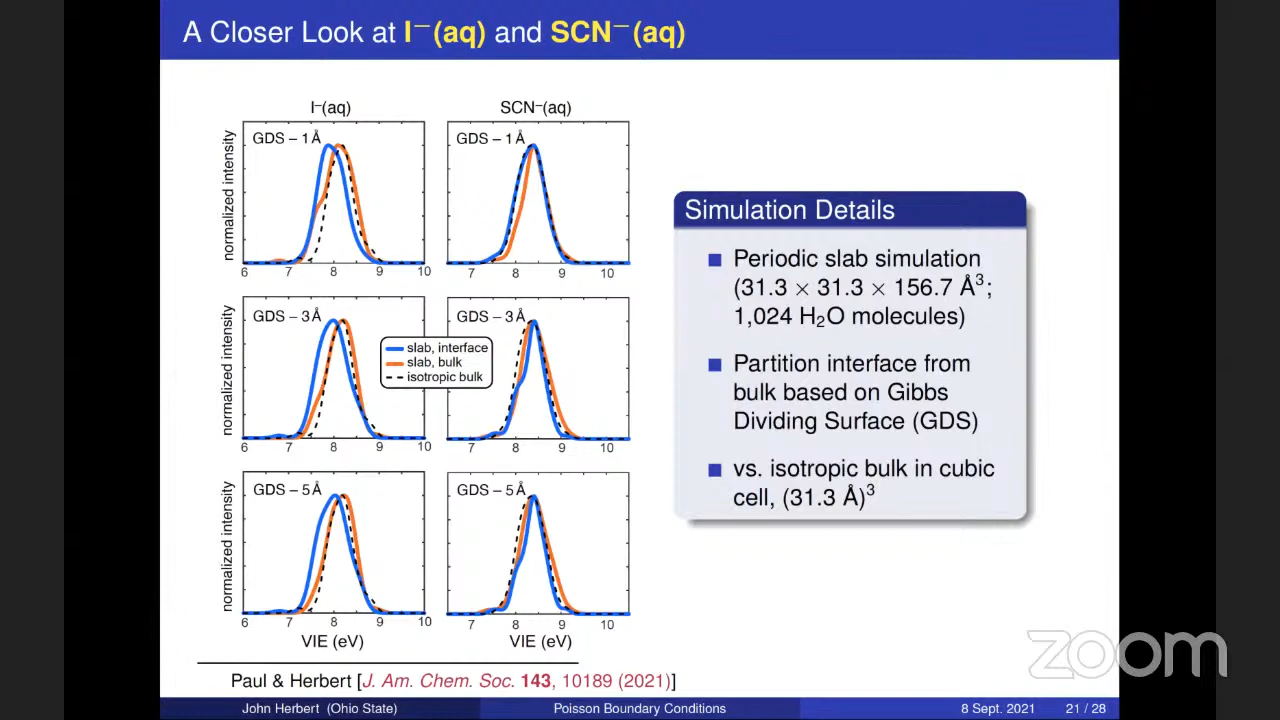 A Closer Look at I⁻(aq) and SCN⁻(aq)
I⁻(aq)
SCN⁻(aq)
GDS – 1 Å
GDS – 1 Å
normalized intensity
6 7 8 9 10
7 8 9 10
GDS – 3 Å
GDS – 3 Å
normalized intensity
slab, interface
slab, bulk
isotropic bulk
6 7 8 9 10
7 8 9 10
GDS – 5 Å
GDS – 5 Å
normalized intensity
6 7 8 9 10
7 8 9 10
VIE (eV)
VIE (eV)
Simulation Details
Periodic slab simulation
(31.3 × 31.3 × 156.7 Å³;
1,024 H₂O molecules)
Partition interface from
bulk based on Gibbs
Dividing Surface (GDS)
vs. isotropic bulk in cubic
cell, (31.3 Å)³
Paul & Herbert [J. Am. Chem. Soc. 143, 10189 (2021)]
zoom
John Herbert (Ohio State) Poisson Boundary Conditions 8 Sept. 2021 21 / 28